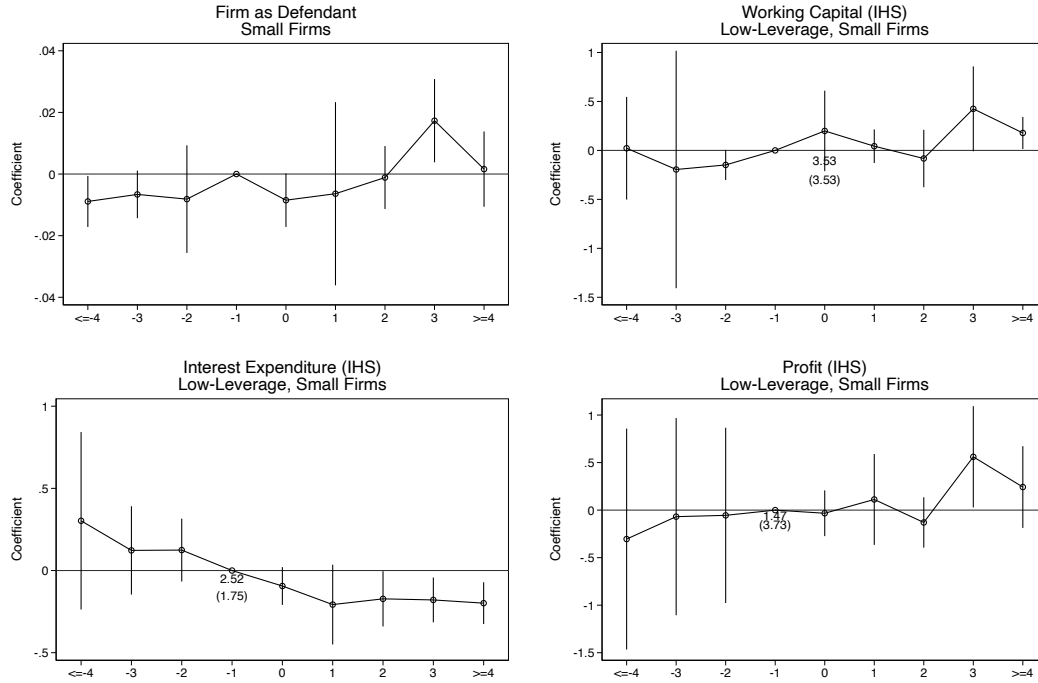 Firm as Defendant
Small Firms
Coefficient
.04
.02
0
-.02
-.04
<=-4 -3 -2 -1 0 1 2 3 >=4
Working Capital (IHS)
Low-Leverage, Small Firms
Coefficient
1
.5
0
-.5
-1
-1.5
3.53
(3.53)
<=-4 -3 -2 -1 0 1 2 3 >=4
Interest Expenditure (IHS)
Low-Leverage, Small Firms
Coefficient
1
.5
0
-.5
2.52
(1.75)
<=-4 -3 -2 -1 0 1 2 3 >=4
Profit (IHS)
Low-Leverage, Small Firms
Coefficient
1
.5
0
-.5
-1
-1.5
1.47
(3.73)
<=-4 -3 -2 -1 0 1 2 3 >=4